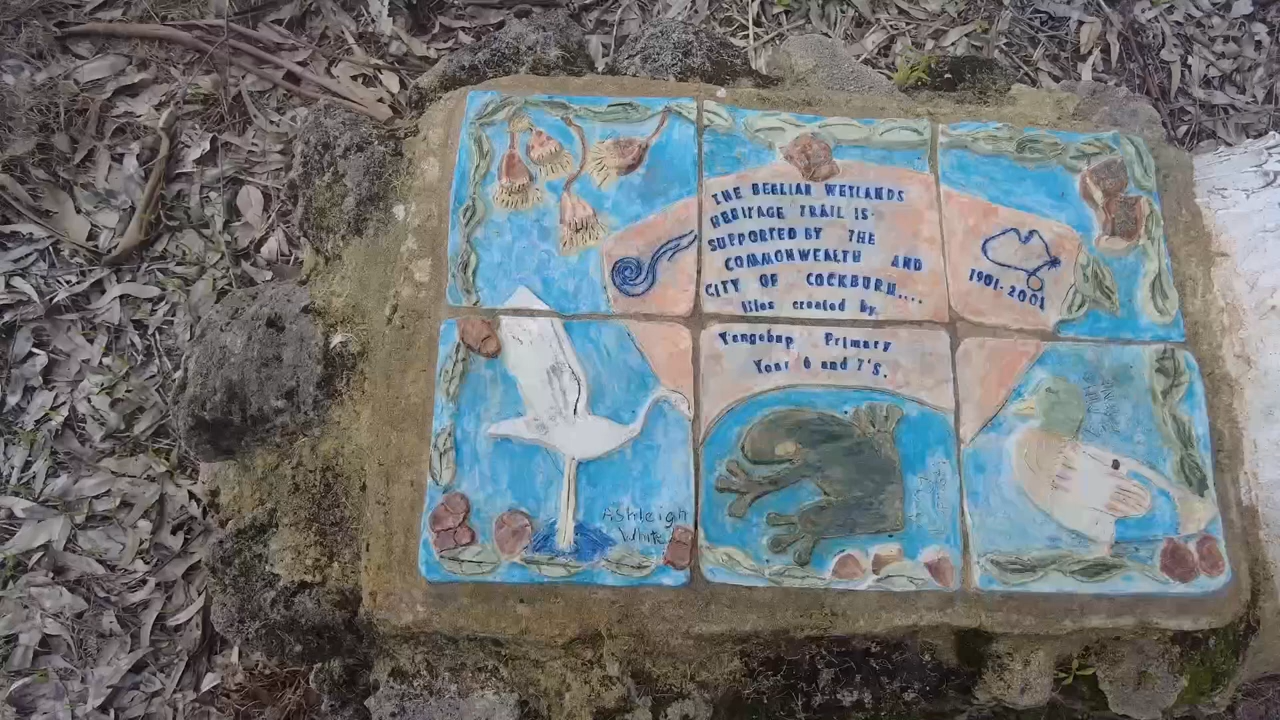 THE BEELIAR WETLANDS
HERITAGE TRAIL IS
SUPPORTED BY THE
COMMONWEALTH AND
CITY OF COCKBURN....
tiles created by
Yangebup Primary
Year 6 and 7'S.
1901-2001
Ashleigh
White